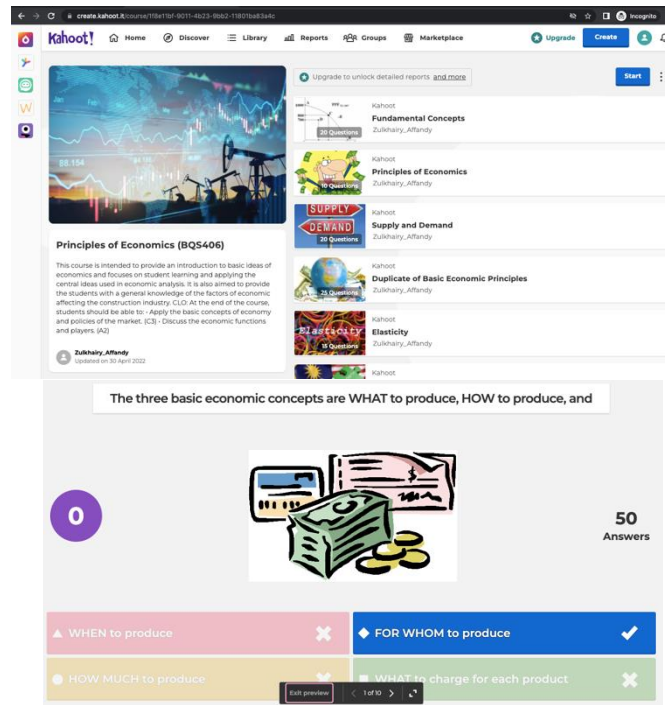 create.kahoot.it/course/1f8e11bf-9011-4b23-9bb2-11801ba83a4c
Incognito
Kahoot!
Home
Discover
Library
Reports
Groups
Marketplace
Upgrade
Create
Upgrade to unlock detailed reports and more
Start
Jan
Feb
88.154
Principles of Economics (BQS406)
This course is intended to provide an introduction to basic ideas of
economics and focuses on student learning and applying the
central ideas used in economic analysis. It is also aimed to provide
the students with a general knowledge of the factors of economic
affecting the construction industry. CLO: At the end of the course,
students should be able to: - Apply the basic concepts of economy
and policies of the market. (C3) - Discuss the economic functions
and players. (A2)
Zulkhairy_Affandy
Updated on 30 April 2022
20 Questions
Kahoot
Fundamental Concepts
Zulkhairy_Affandy
10 Questions
Kahoot
Principles of Economics
Zulkhairy_Affandy
SUPPLY
DEMAND
20 Questions
Kahoot
Supply and Demand
Zulkhairy_Affandy
25 Questions
Kahoot
Duplicate of Basic Economic Principles
Zulkhairy_Affandy
Elasticity
15 Questions
Kahoot
Elasticity
Zulkhairy_Affandy
Kahoot
The three basic economic concepts are WHAT to produce, HOW to produce, and
0
$
50
Answers
WHEN to produce
FOR WHOM to produce
HOW MUCH to produce
WHAT to charge for each product
Exit preview
1 of 10